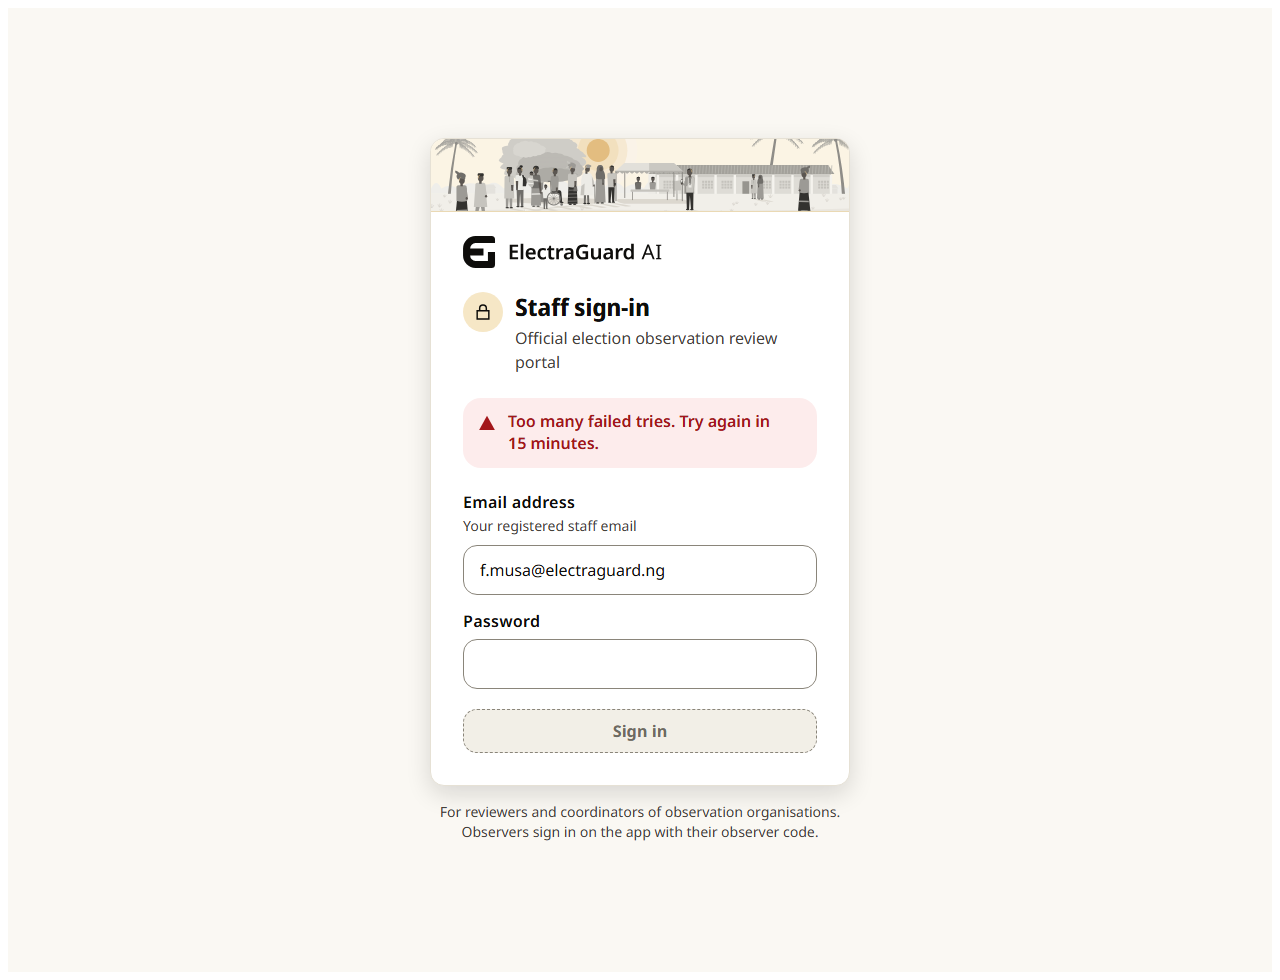 ElectraGuard AI
Staff sign-in
Official election observation review
portal
Too many failed tries. Try again in
15 minutes.
Email address
Your registered staff email
f.musa@electraguard.ng
Password
Sign in
For reviewers and coordinators of observation organisations.
Observers sign in on the app with their observer code.